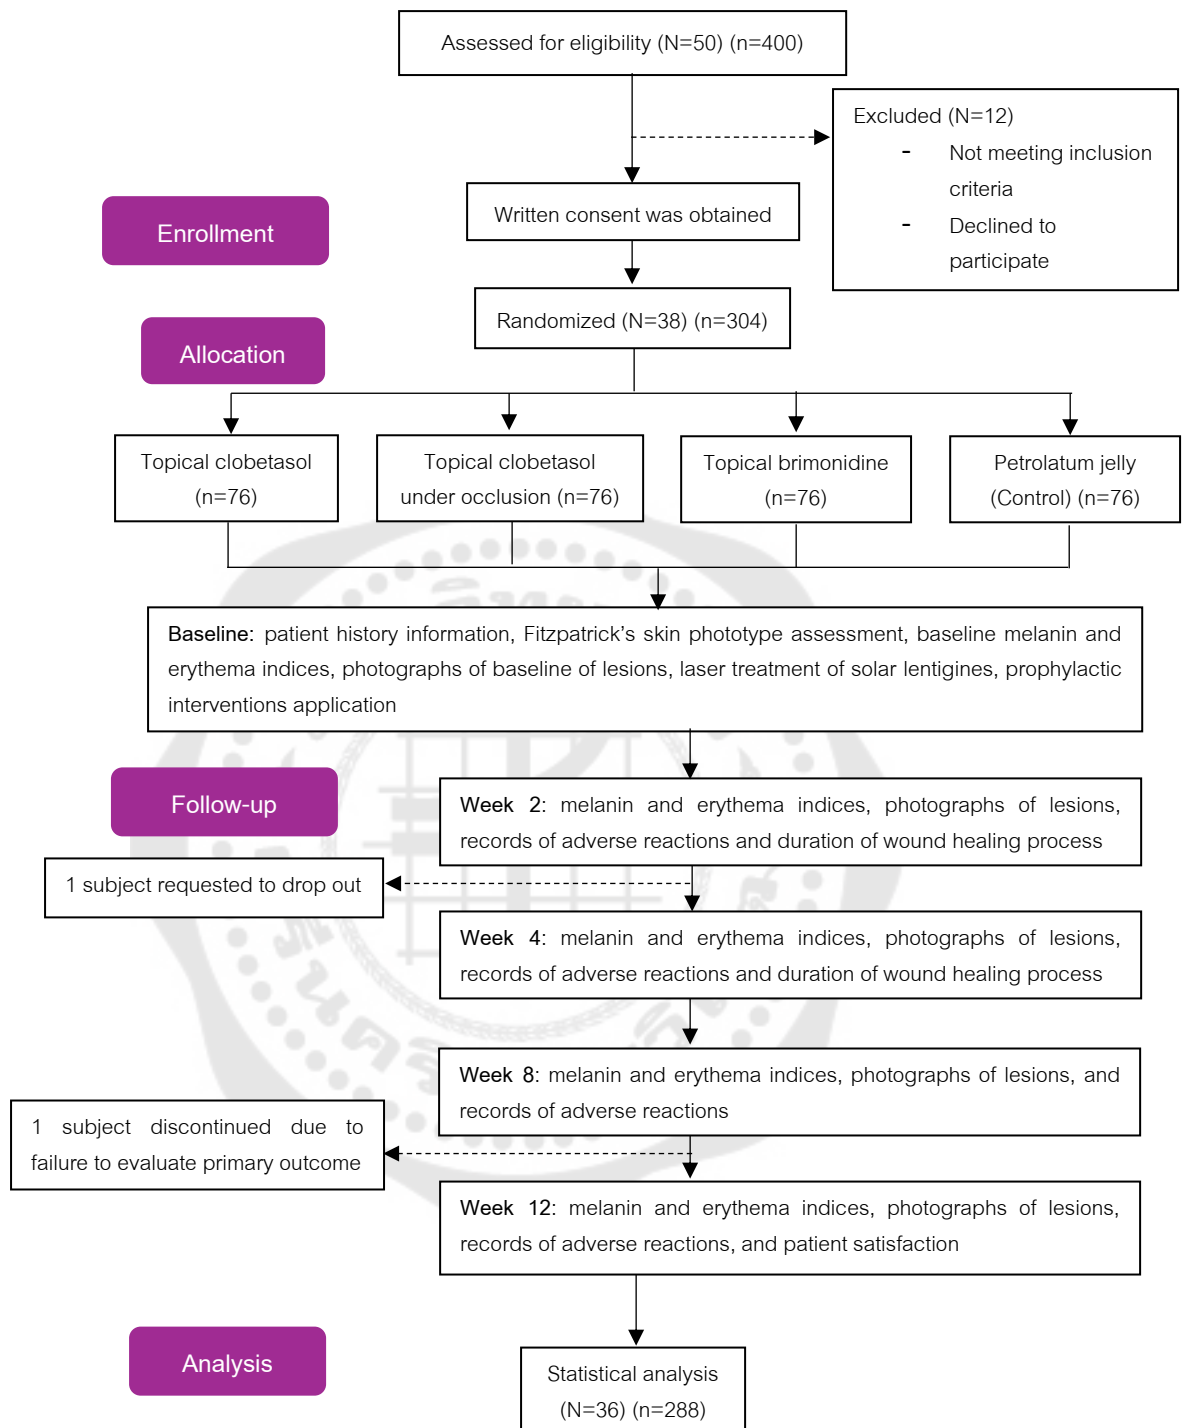 Assessed for eligibility (N=50) (n=400)
Excluded (N=12)
- Not meeting inclusion
criteria
- Declined to
participate
Written consent was obtained
Enrollment
Randomized (N=38) (n=304)
Allocation
Topical clobetasol
(n=76)
Topical clobetasol
under occlusion (n=76)
Topical brimonidine
(n=76)
Petrolatum jelly
(Control) (n=76)
Baseline: patient history information, Fitzpatrick's skin phototype assessment, baseline melanin and
erythema indices, photographs of baseline of lesions, laser treatment of solar lentigines, prophylactic
interventions application
Follow-up
Week 2: melanin and erythema indices, photographs of lesions,
records of adverse reactions and duration of wound healing process
1 subject requested to drop out
Week 4: melanin and erythema indices, photographs of lesions,
records of adverse reactions and duration of wound healing process
Week 8: melanin and erythema indices, photographs of lesions, and
records of adverse reactions
1 subject discontinued due to
failure to evaluate primary outcome
Week 12: melanin and erythema indices, photographs of lesions,
records of adverse reactions, and patient satisfaction
Analysis
Statistical analysis
(N=36) (n=288)